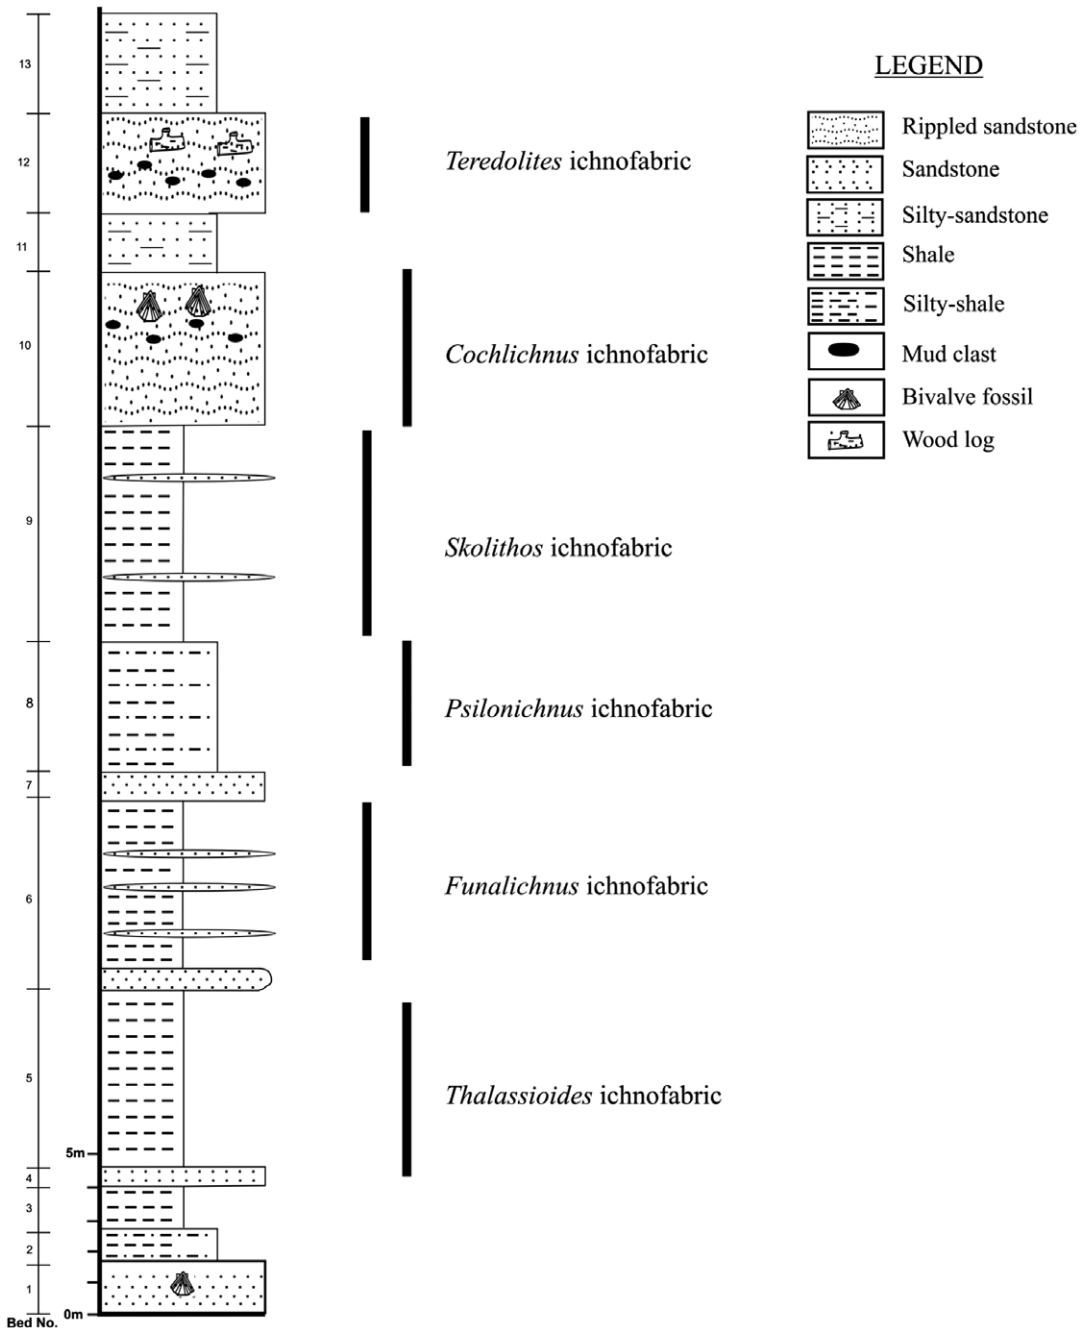 13
12
11
10
9
8
7
6
5
4
3
2
1
5m
0m
Bed No.
Teredolites ichnofabric
Cochlichnus ichnofabric
Skolithos ichnofabric
Psilonichnus ichnofabric
Funalichnus ichnofabric
Thalassioides ichnofabric
LEGEND
Rippled sandstone
Sandstone
Silty-sandstone
Shale
Silty-shale
Mud clast
Bivalve fossil
Wood log